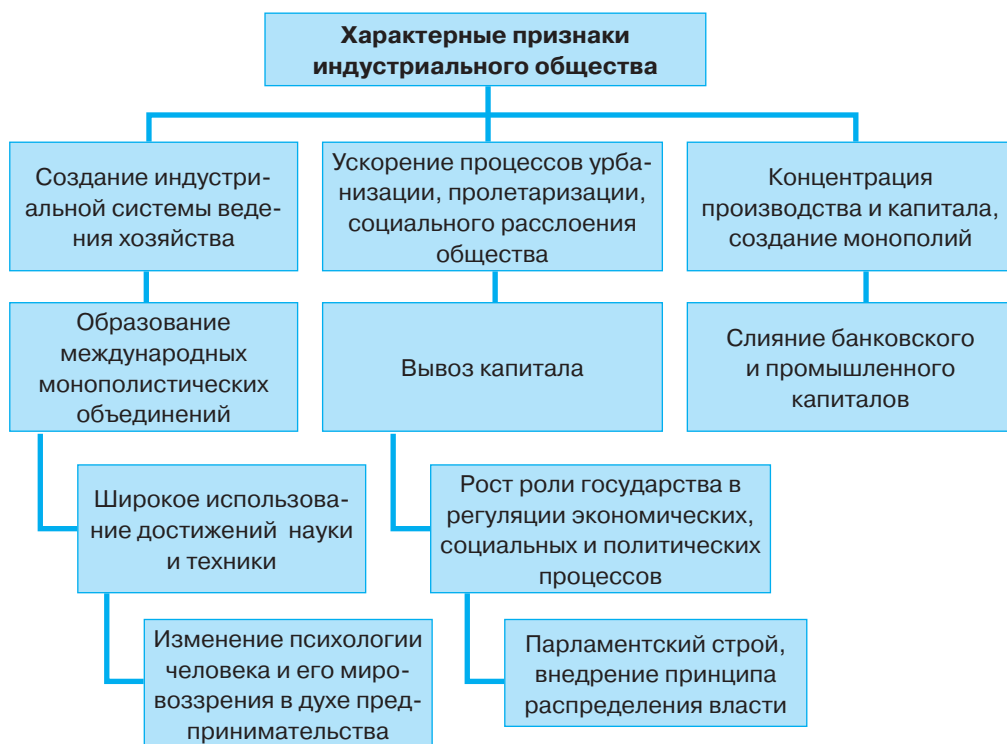 Характерные признаки
индустриального общества
Создание индустри-
альной системы веде-
ния хозяйства
Ускорение процессов урба-
низации, пролетаризации,
социального расслоения
общества
Концентрация
производства и капитала,
создание монополий
Образование
международных
монополистических
объединений
Вывоз капитала
Слияние банковского
и промышленного
капиталов
Широкое использова-
ние достижений науки
и техники
Рост роли государства в
регуляции экономических,
социальных и политических
процессов
Изменение психологии
человека и его миро-
воззрения в духе пред-
принимательства
Парламентский строй,
внедрение принципа
распределения власти